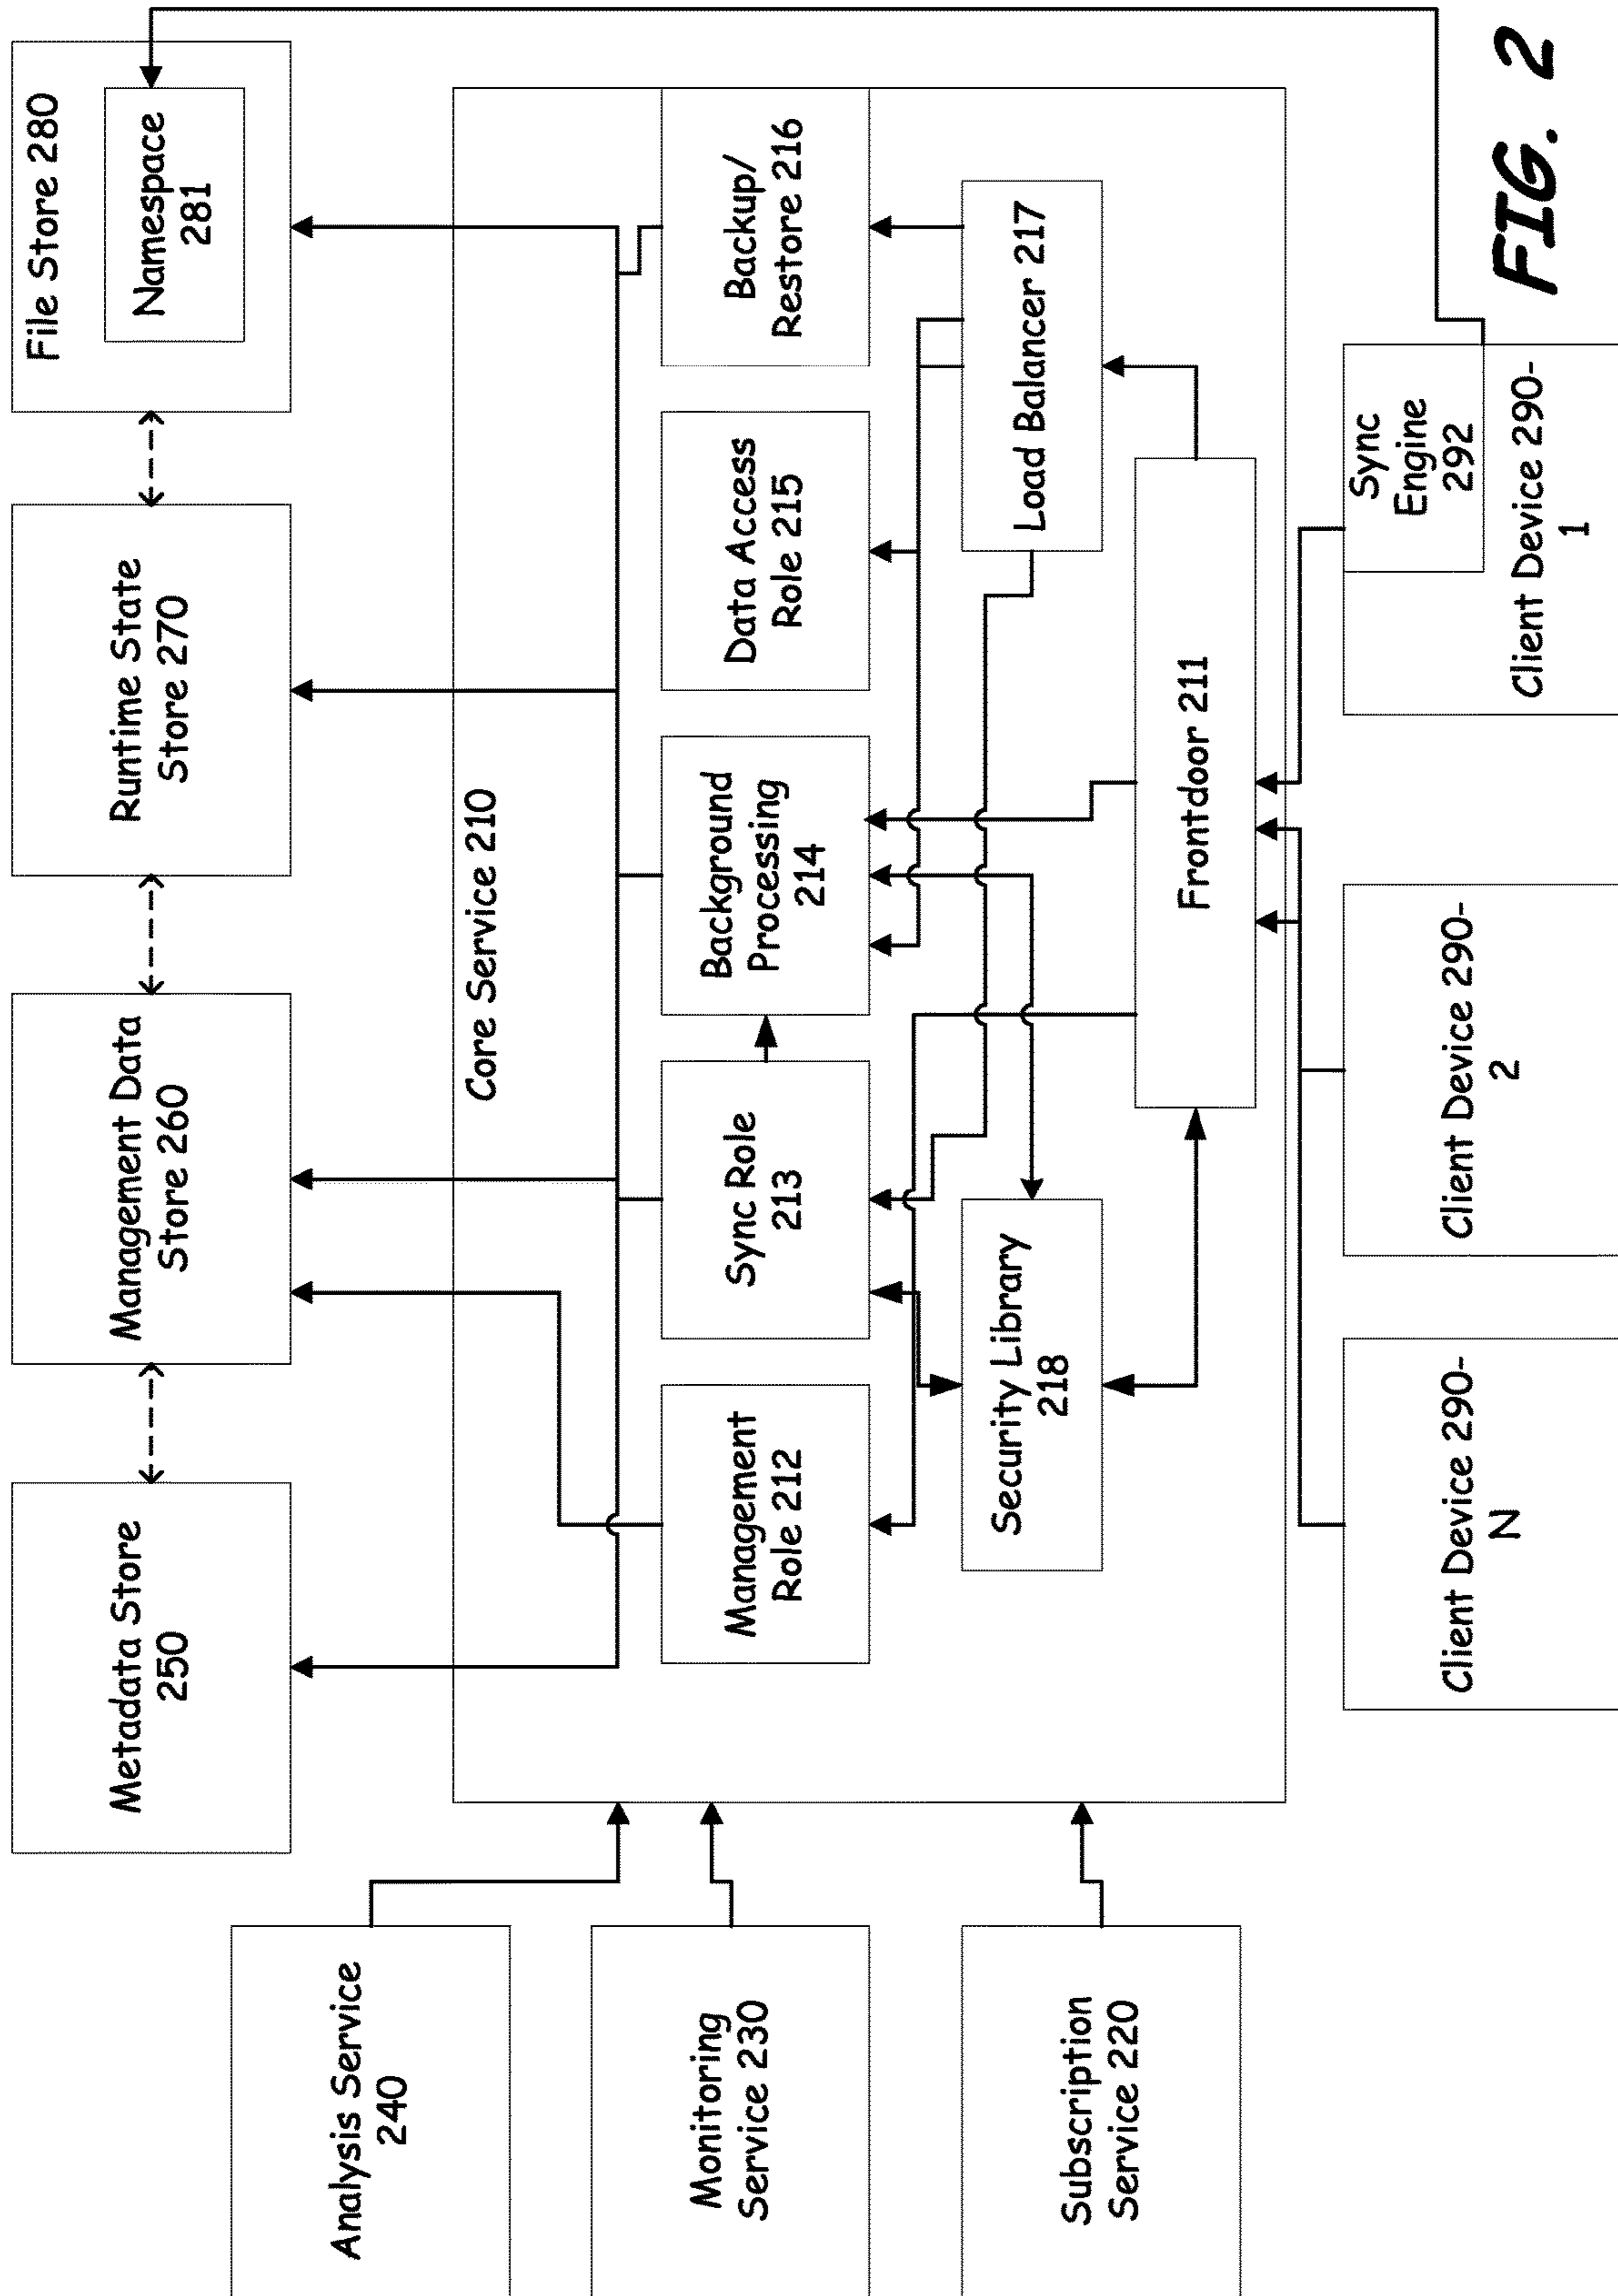 Metadata Store
250
Management Data
Store 260
Runtime State
Store 270
File Store 280
Namespace
281
Analysis Service
240
Monitoring
Service 230
Subscription
Service 220
Core Service 210
Management
Role 212
Sync Role
213
Background
Processing
214
Data Access
Role 215
Backup/
Restore 216
Security Library
218
Load Balancer 217
Frontdoor 211
Client Device 290-
N
Client Device 290-
2
Sync
Engine
292
Client Device 290-
1
FIG. 2